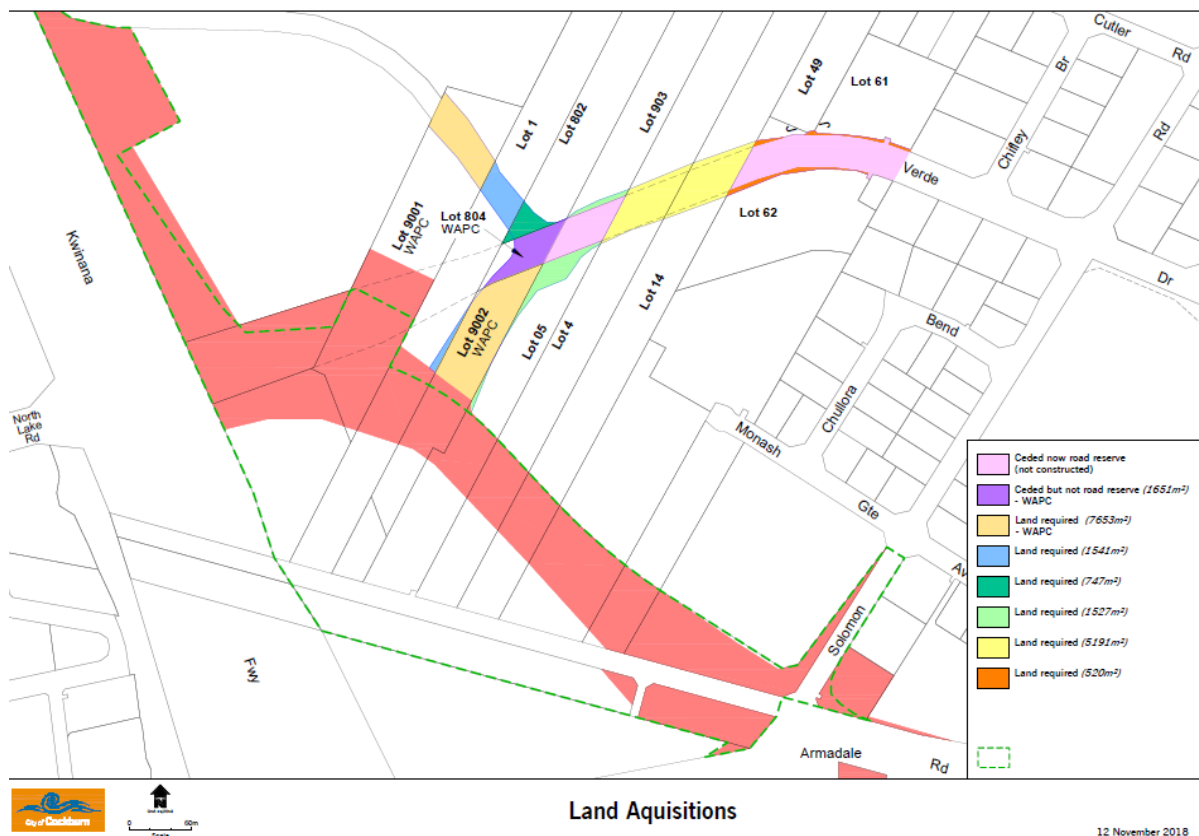 Cutler
Rd
Br
Lot 49
Lot 61
Lot 903
Lot 802
Lot 1
Chifley
Rd
Verde
Lot 62
Lot 804
WAPC
Lot 9001
WAPC
Kwinana
Lot 14
Dr
Lot 9002
WAPC
Lot 05
Lot 4
Bend
Chullora
North
Lake
Rd
Monash
Gte
Av
Solomon
Fwy
Armadale
Rd
Ceded now road reserve
(not constructed)
Ceded but not road reserve (1651m²)
- WAPC
Land required (7653m²)
- WAPC
Land required (1541m²)
Land required (747m²)
Land required (1527m²)
Land required (5191m²)
Land required (520m²)
City of Cockburn
N
0
60m
Scale
Land Aquisitions
12 November 2018